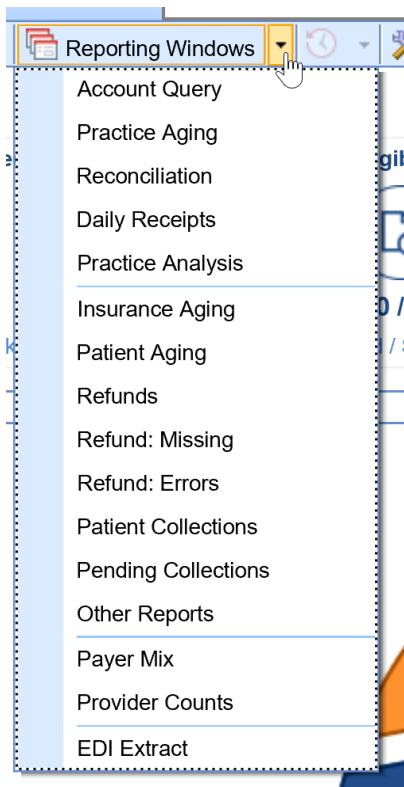 Reporting Windows
Account Query
Practice Aging
Reconciliation
Daily Receipts
Practice Analysis
Insurance Aging
Patient Aging
Refunds
Refund: Missing
Refund: Errors
Patient Collections
Pending Collections
Other Reports
Payer Mix
Provider Counts
EDI Extract